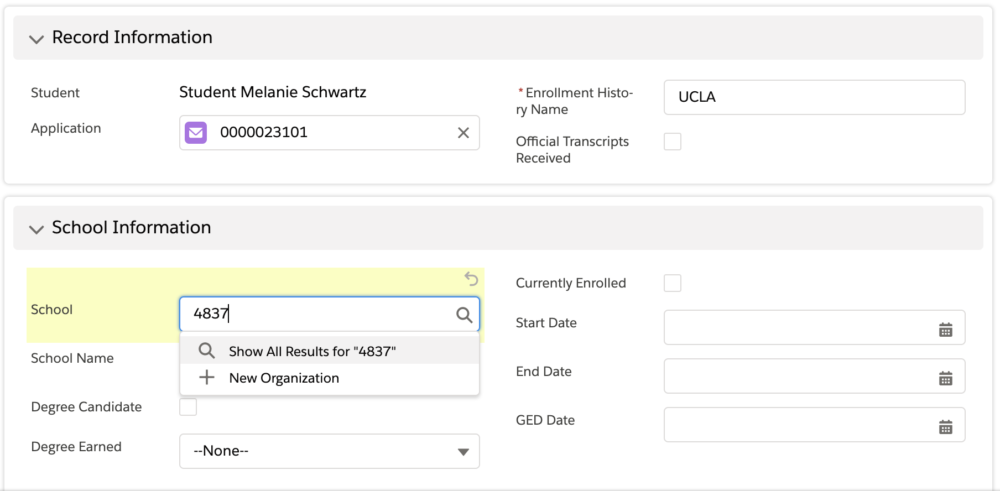 Record Information
Student
Student Melanie Schwartz
Application
0000023101
*Enrollment Histo-
ry Name
UCLA
Official Transcripts
Received
School Information
School
4837
Show All Results for "4837"
New Organization
School Name
Degree Candidate
Degree Earned
--None--
Currently Enrolled
Start Date
End Date
GED Date